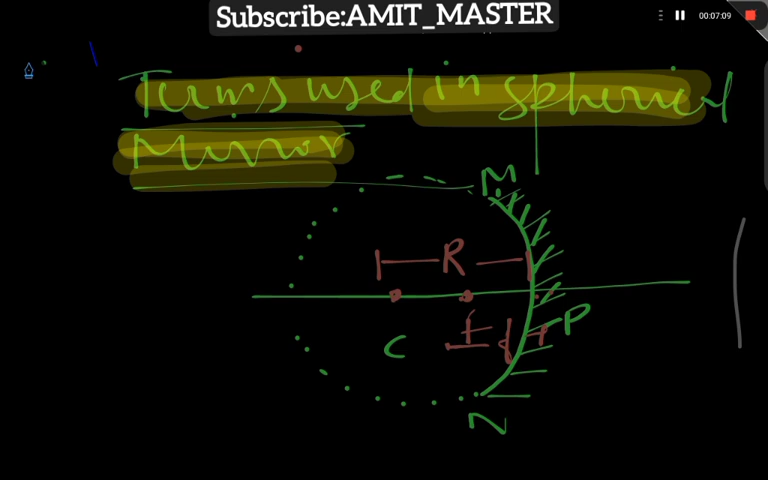 Subscribe:AMIT_MASTER
00:07:09
Terms used in spherical
Mirror
M
R
C
F
f
P
N